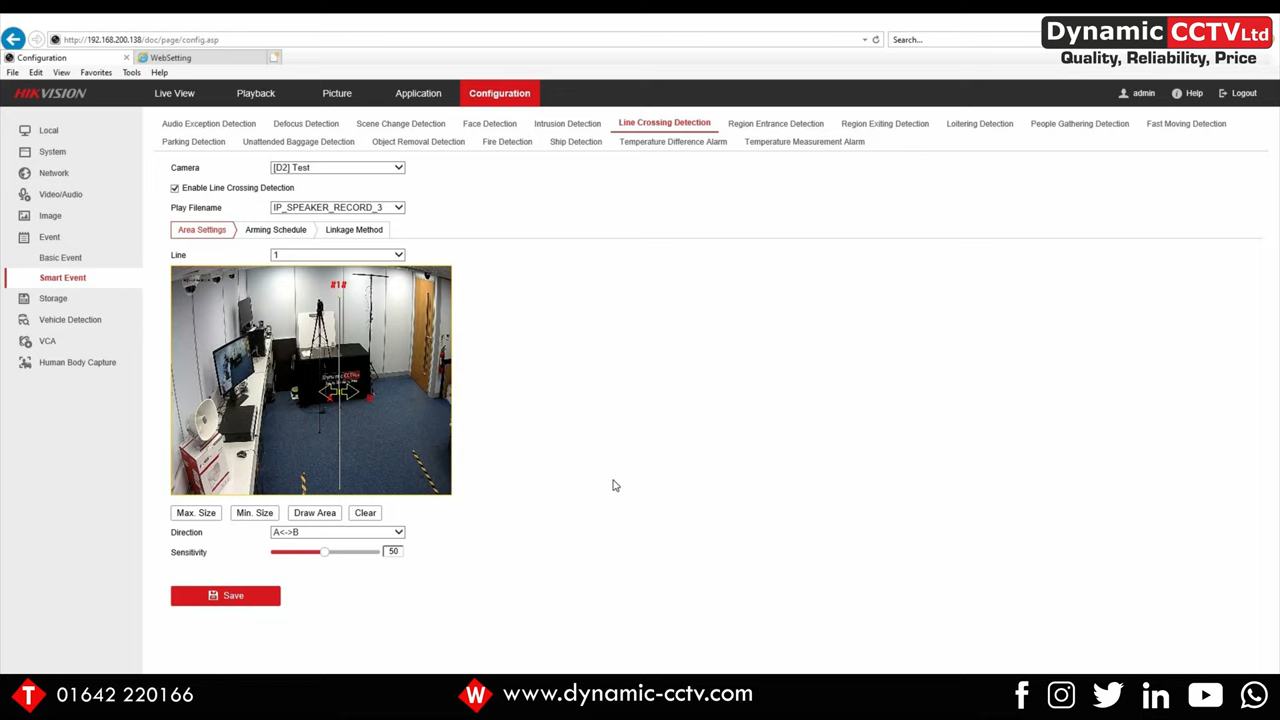 Dynamic CCTV Ltd
Quality, Reliability, Price
http://192.168.200.138/doc/page/config.asp
Search...
Configuration
WebSetting
File Edit View Favorites Tools Help
HIKVISION
Live View Playback Picture Application Configuration
admin Help Logout
Local
System
Network
Video/Audio
Image
Event
Basic Event
Smart Event
Storage
Vehicle Detection
VCA
Human Body Capture
Audio Exception Detection Defocus Detection Scene Change Detection Face Detection Intrusion Detection Line Crossing Detection Region Entrance Detection Region Exiting Detection Loitering Detection People Gathering Detection Fast Moving Detection
Parking Detection Unattended Baggage Detection Object Removal Detection Fire Detection Ship Detection Temperature Difference Alarm Temperature Measurement Alarm
Camera [D2] Test
Enable Line Crossing Detection
Play Filename IP_SPEAKER_RECORD_3
Area Settings Arming Schedule Linkage Method
Line 1
#1#
Dynamic CCTV
A B
Max. Size Min. Size Draw Area Clear
Direction A<->B
Sensitivity 50
Save
T 01642 220166
W www.dynamic-cctv.com